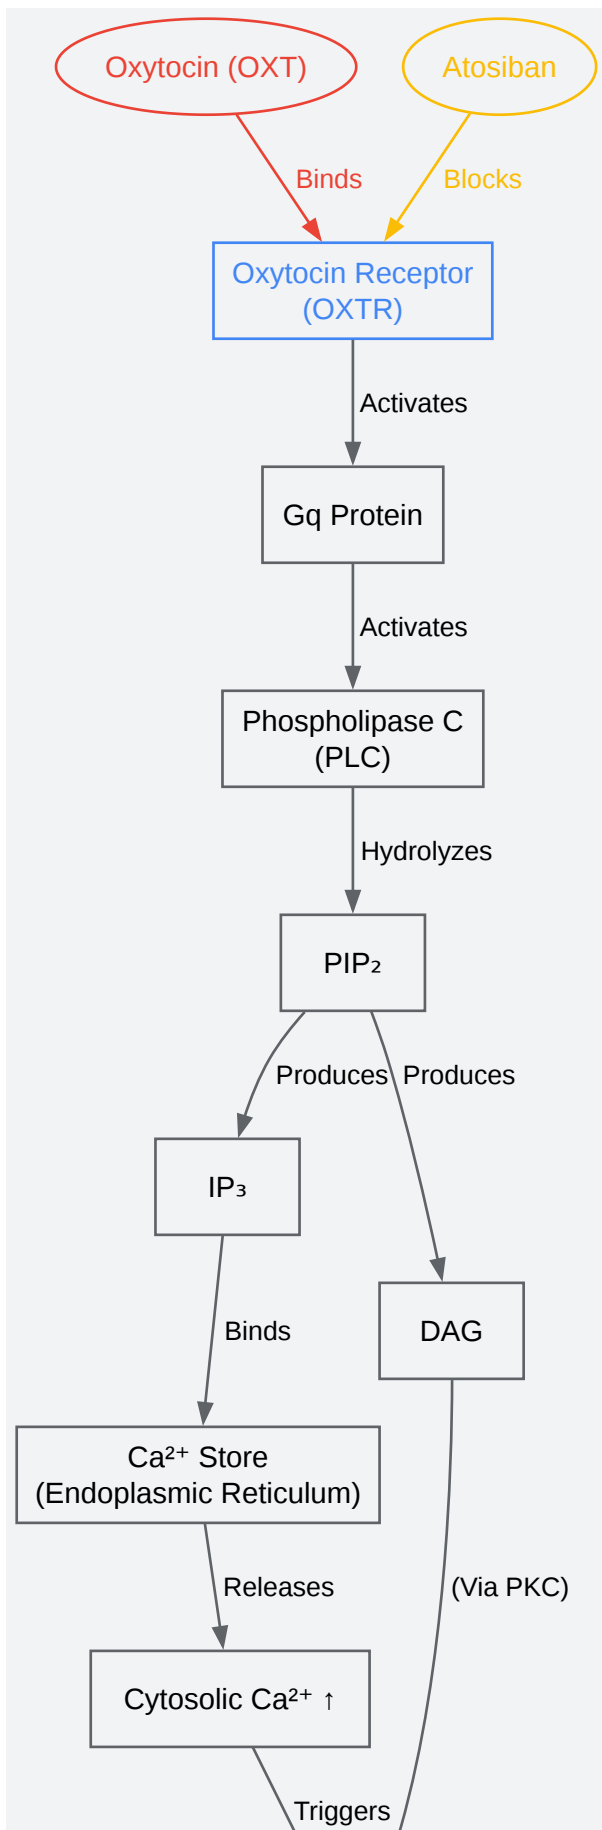 Oxytocin (OXT)
Atosiban
Binds
Blocks
Oxytocin Receptor
(OXTR)
Activates
Gq Protein
Activates
Phospholipase C
(PLC)
Hydrolyzes
PIP₂
Produces
Produces
IP₃
Binds
DAG
Ca²⁺ Store
(Endoplasmic Reticulum)
Releases
(Via PKC)
Cytosolic Ca²⁺ ↑
Triggers